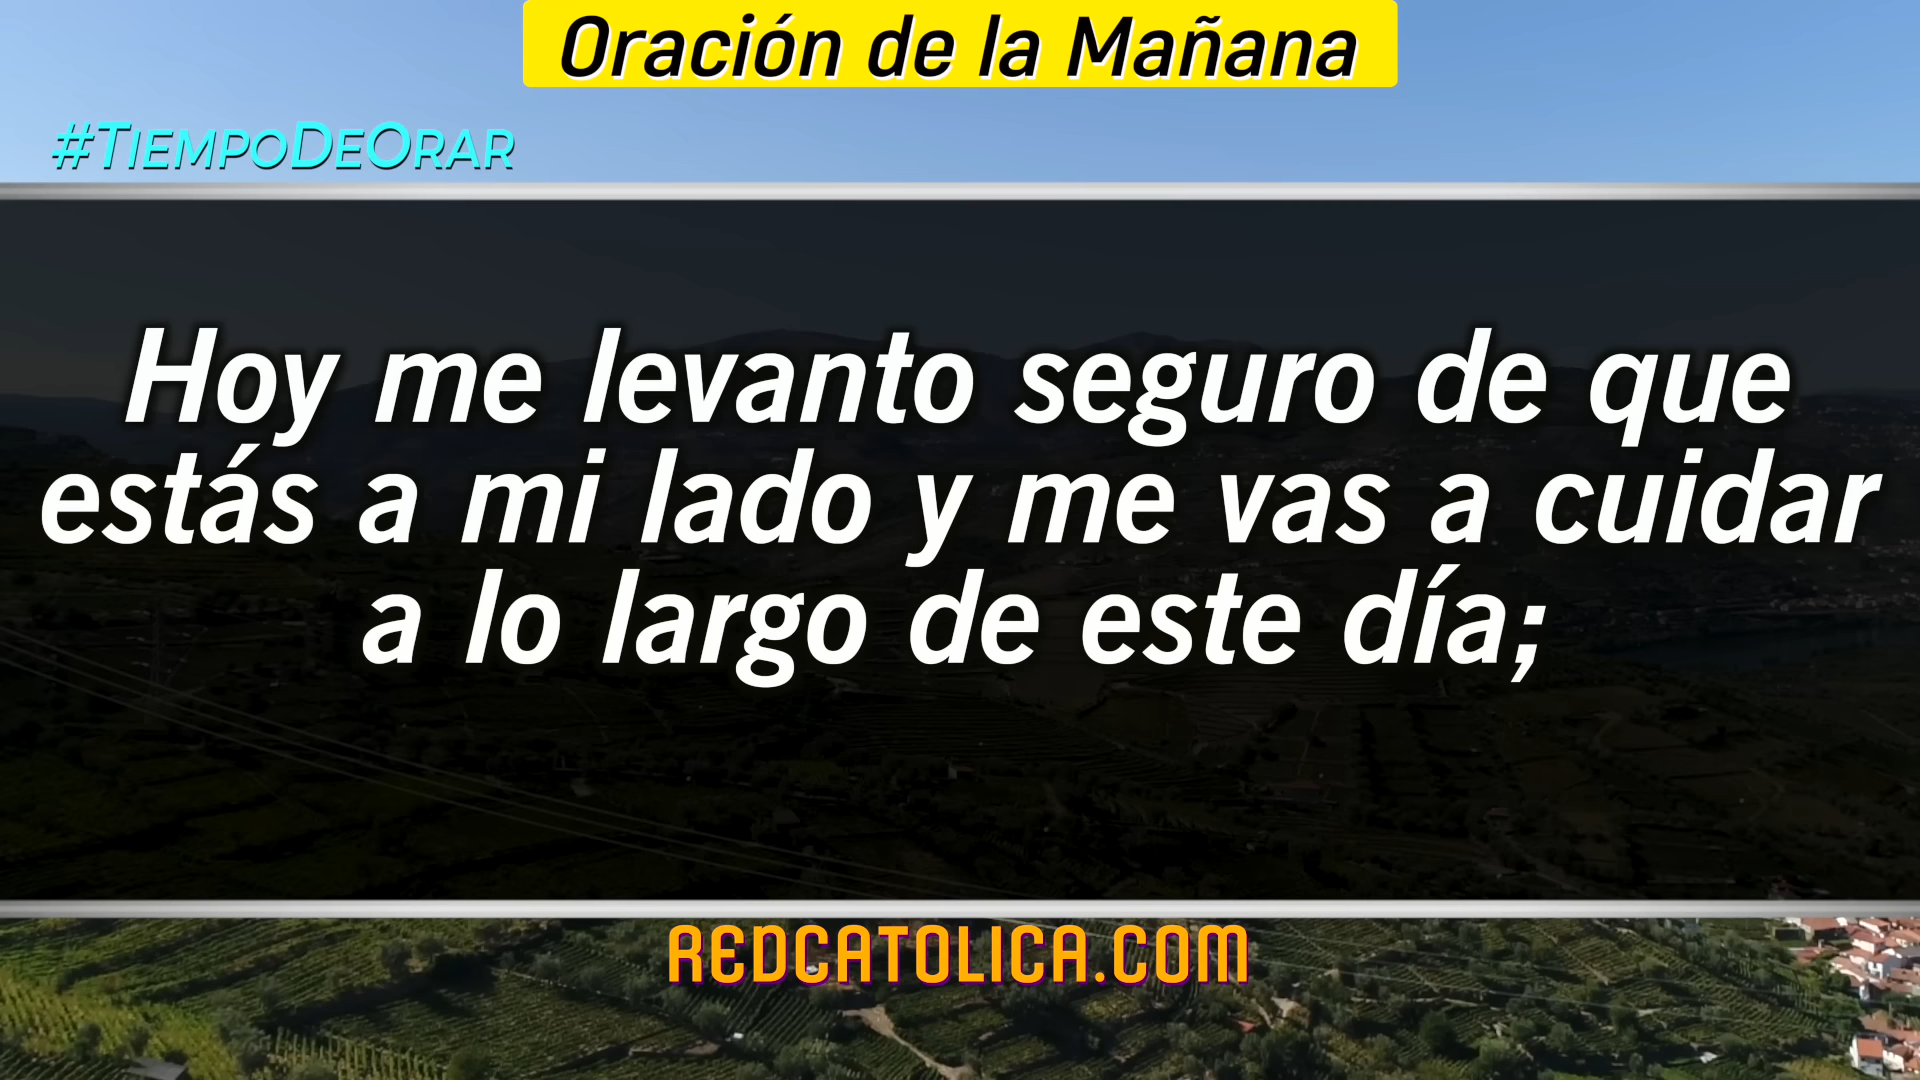 Oración de la Mañana
#TiempoDeOrar
Hoy me levanto seguro de que
estás a mi lado y me vas a cuidar
a lo largo de este día;
REDCATOLICA.COM